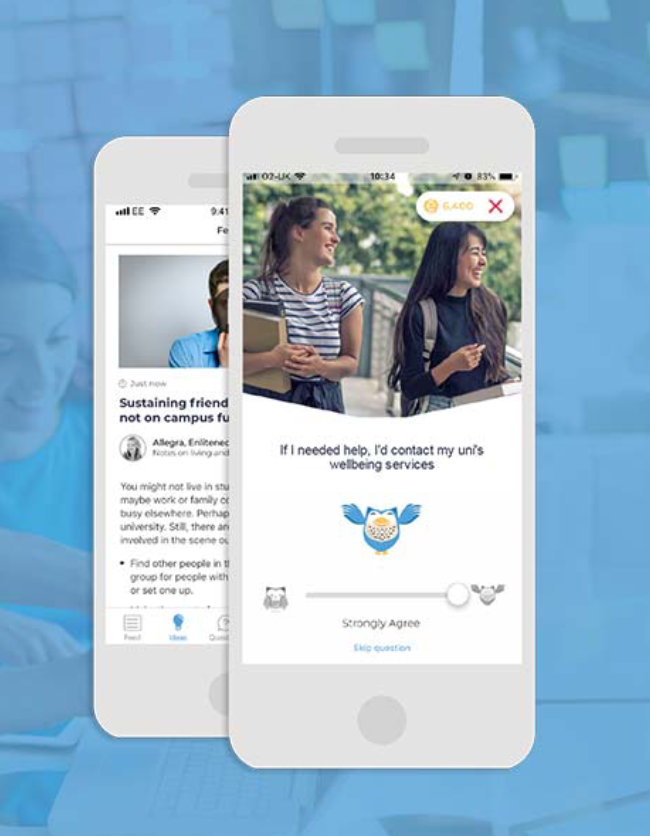 EE
9:41
Just now
Sustaining friend
not on campus fu
Allegra, Enlitened
Notes on living and
You might not live in stu
maybe work or family co
busy elsewhere. Perhap
university. Still, there are
involved in the scene ou
• Find other people in th
group for people with
or set one up.
Feed
Ideas
O2-UK
10:34
83%
6,400
If I needed help, I'd contact my uni's
wellbeing services
Strongly Agree
Skip question